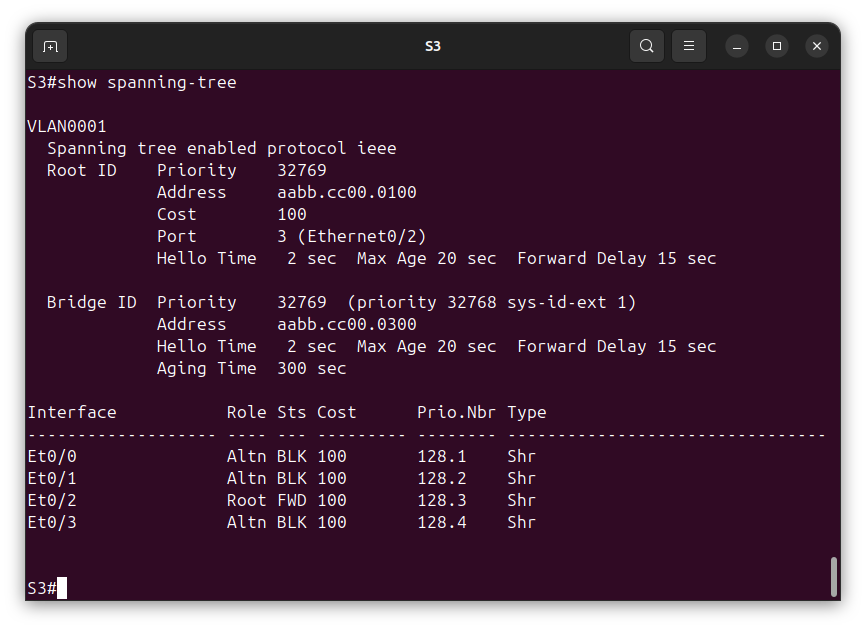 S3
S3#show spanning-tree
VLAN0001
  Spanning tree enabled protocol ieee
  Root ID    Priority    32769
             Address     aabb.cc00.0100
             Cost        100
             Port        3 (Ethernet0/2)
             Hello Time   2 sec  Max Age 20 sec  Forward Delay 15 sec
  Bridge ID  Priority    32769  (priority 32768 sys-id-ext 1)
             Address     aabb.cc00.0300
             Hello Time   2 sec  Max Age 20 sec  Forward Delay 15 sec
             Aging Time  300 sec
Interface           Role Sts Cost      Prio.Nbr Type
------------------- ---- --- --------- -------- --------------------------------
Et0/0               Altn BLK 100       128.1    Shr
Et0/1               Altn BLK 100       128.2    Shr
Et0/2               Root FWD 100       128.3    Shr
Et0/3               Altn BLK 100       128.4    Shr
S3#